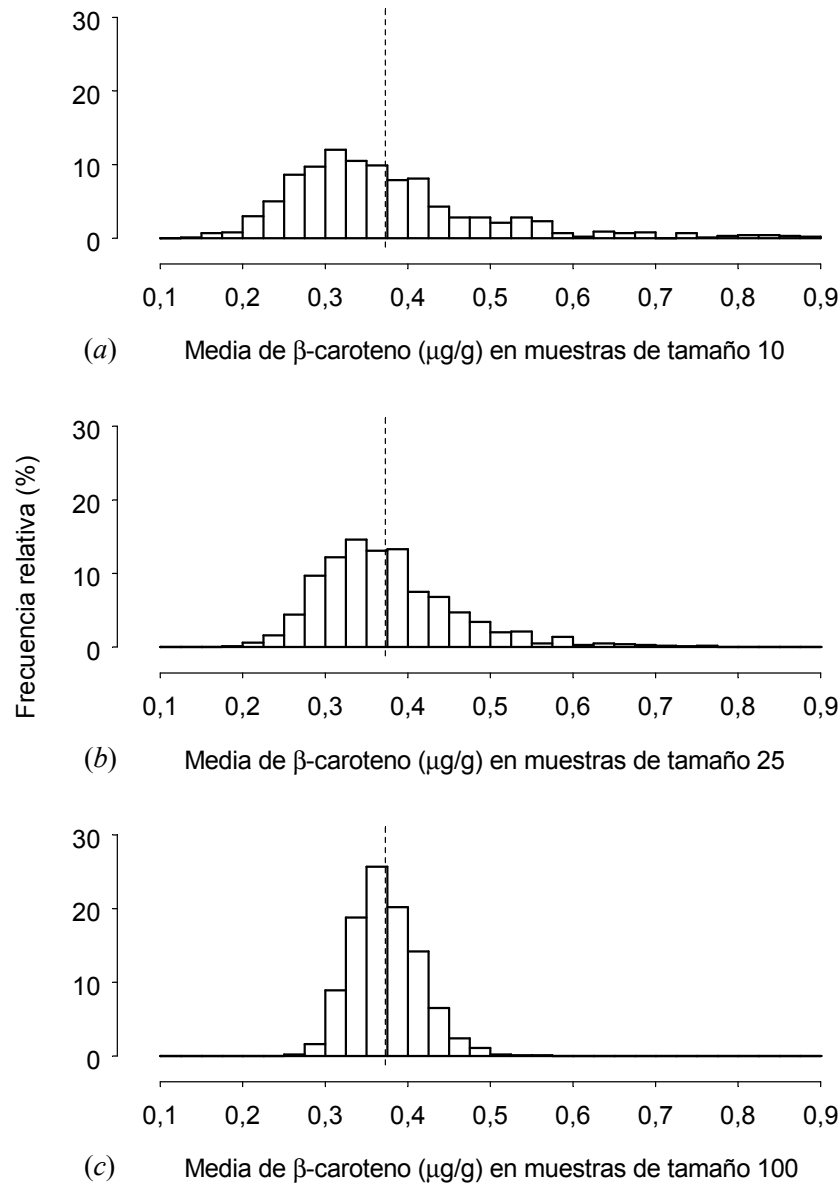 30
20
10
0
0,1 0,2 0,3 0,4 0,5 0,6 0,7 0,8 0,9
(a) Media de β-caroteno (μg/g) en muestras de tamaño 10
Frecuencia relativa (%)
30
20
10
0
0,1 0,2 0,3 0,4 0,5 0,6 0,7 0,8 0,9
(b) Media de β-caroteno (μg/g) en muestras de tamaño 25
30
20
10
0
0,1 0,2 0,3 0,4 0,5 0,6 0,7 0,8 0,9
(c) Media de β-caroteno (μg/g) en muestras de tamaño 100